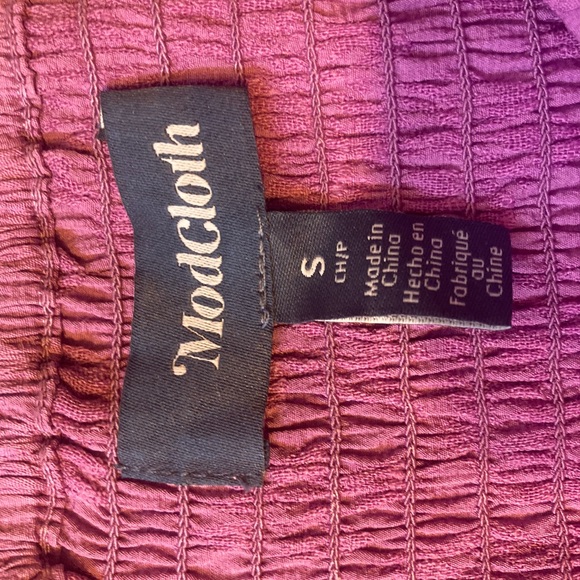 ModCloth
S
CH/P
Made in
China
Hecho en
China
Fabriqué
au
Chine